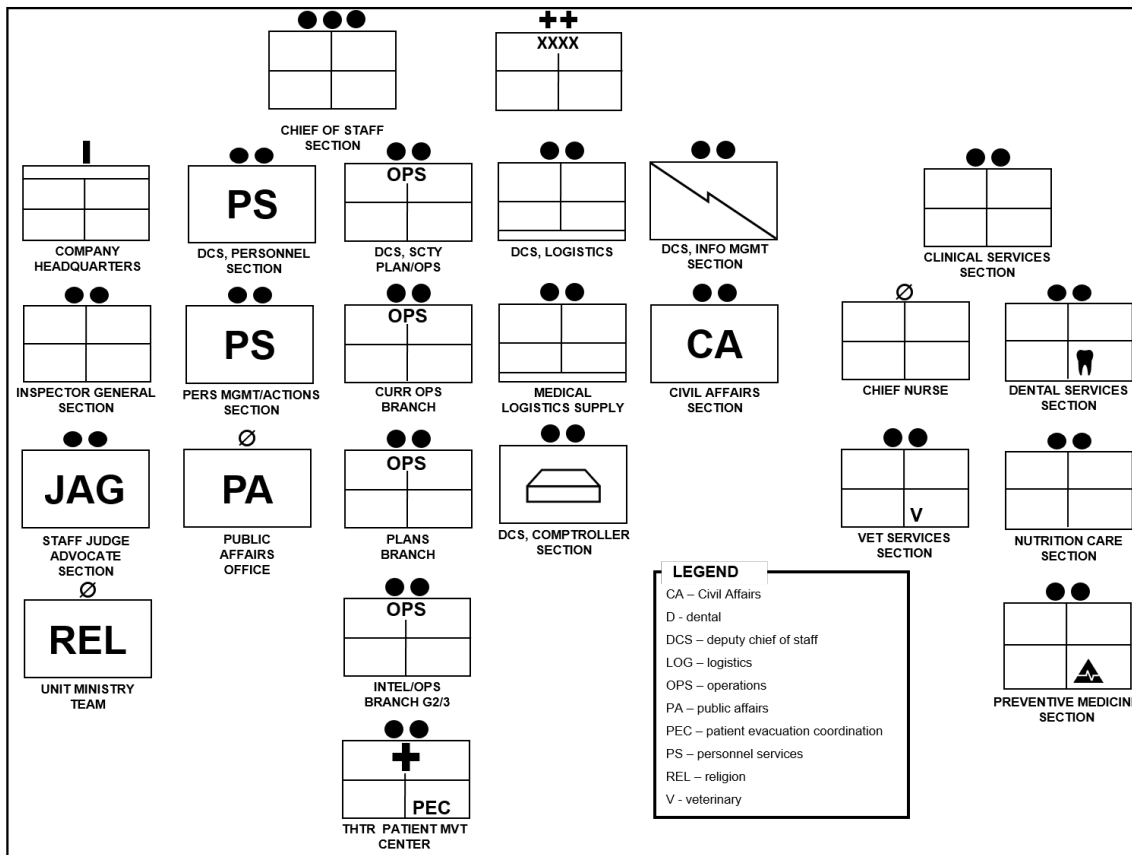 ++
XXXX
CHIEF OF STAFF
SECTION
COMPANY
HEADQUARTERS
PS
DCS, PERSONNEL
SECTION
OPS
DCS, SCTY
PLAN/OPS
DCS, LOGISTICS
DCS, INFO MGMT
SECTION
CLINICAL SERVICES
SECTION
INSPECTOR GENERAL
SECTION
PS
PERS MGMT/ACTIONS
SECTION
OPS
CURR OPS
BRANCH
MEDICAL
LOGISTICS SUPPLY
CA
CIVIL AFFAIRS
SECTION
Ø
CHIEF NURSE
DENTAL SERVICES
SECTION
JAG
STAFF JUDGE
ADVOCATE
SECTION
Ø
PA
PUBLIC
AFFAIRS
OFFICE
OPS
PLANS
BRANCH
DCS, COMPTROLLER
SECTION
V
VET SERVICES
SECTION
NUTRITION CARE
SECTION
Ø
REL
UNIT MINISTRY
TEAM
OPS
INTEL/OPS
BRANCH G2/3
PREVENTIVE MEDICINE
SECTION
PEC
THTR PATIENT MVT
CENTER
LEGEND
CA – Civil Affairs
D - dental
DCS – deputy chief of staff
LOG – logistics
OPS – operations
PA – public affairs
PEC – patient evacuation coordination
PS – personnel services
REL – religion
V - veterinary